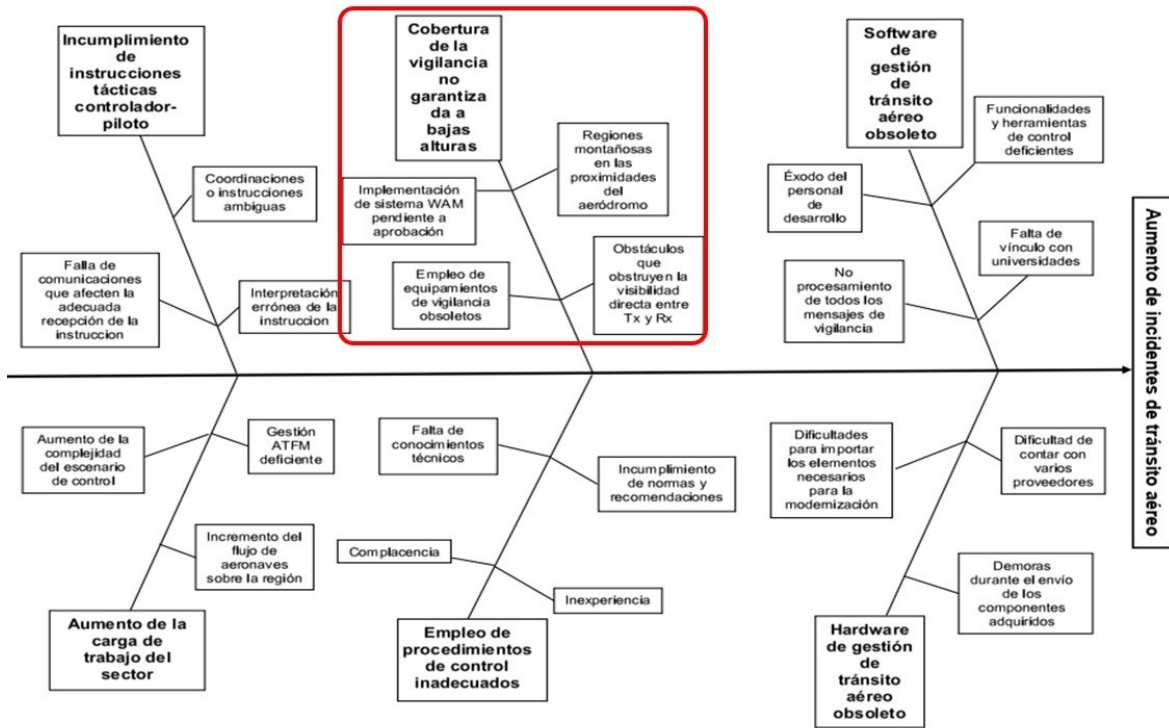 Incumplimiento
de
instrucciones
tácticas
controlador-
piloto
Coordinaciones
o instrucciones
ambiguas
Falla de
comunicaciones
que afecten la
adecuada
recepción de la
instruccion
Interpretación
errónea de la
instruccion
Cobertura
de la
vigilancia
no
garantiza
da a
bajas
alturas
Regiones
montañosas
en las
proximidades
del
aeródromo
Implementación
de sistema WAM
pendiente a
aprobación
Empleo de
equipamientos
de vigilancia
obsoletos
Obstáculos
que
obstruyen la
visibilidad
directa entre
Tx y Rx
Software
de
gestión
de
tránsito
aéreo
obsoleto
Funcionalidades
y herramientas
de control
deficientes
Éxodo del
personal
de
desarrollo
Falta de
vínculo con
universidades
No
procesamiento
de todos los
mensajes de
vigilancia
Aumento de incidentes de tránsito aéreo
Aumento de la
complejidad
del escenario
de control
Gestión
ATFM
deficiente
Incremento del
flujo de
aeronaves
sobre la región
Aumento de la
carga de
trabajo del
sector
Falta de
conocimientos
técnicos
Incumplimiento
de normas y
recomendaciones
Complacencia
Inexperiencia
Empleo de
procedimientos
de control
inadecuados
Dificultades
para importar
los elementos
necesarios
para la
modernización
Dificultad de
contar con
varios
proveedores
Demoras
durante el envío
de los
componentes
adquiridos
Hardware
de gestión
de
tránsito
aéreo
obsoleto